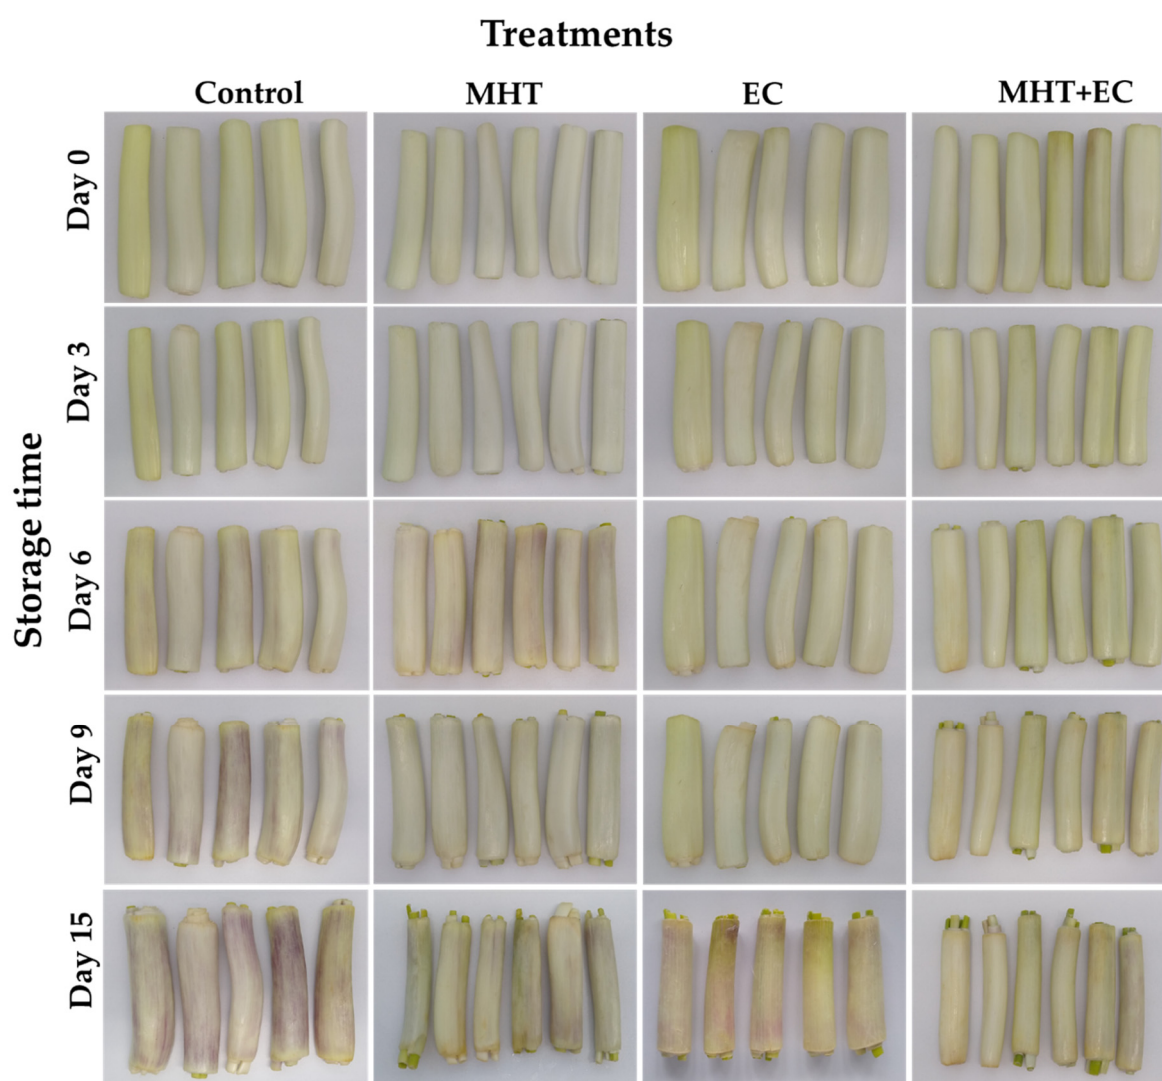 Treatments
Control MHT EC MHT+EC
Storage time
Day 0
Day 3
Day 6
Day 9
Day 15